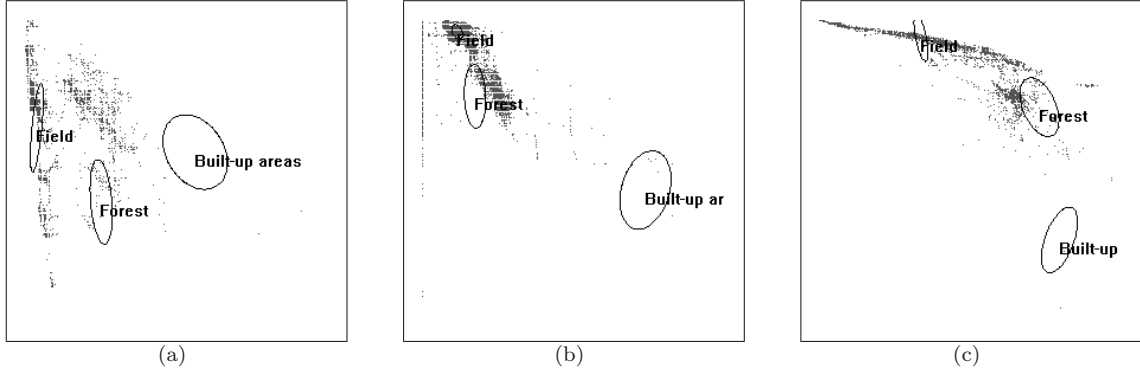 Field
Built-up areas
Forest
(a)
Field
Forest
Built-up ar
(b)
Field
Forest
Built-up
(c)